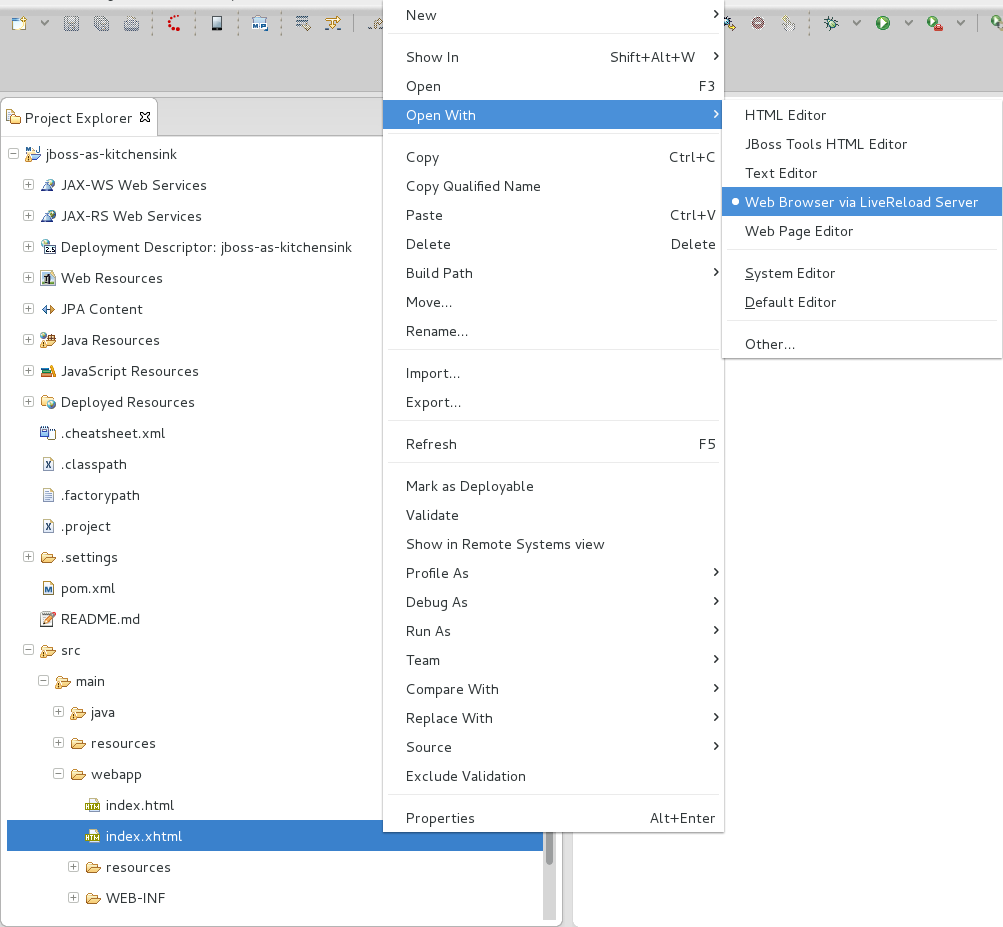 Project Explorer
jboss-as-kitchensink
JAX-WS Web Services
JAX-RS Web Services
Deployment Descriptor: jboss-as-kitchensink
Web Resources
JPA Content
Java Resources
JavaScript Resources
Deployed Resources
.cheatsheet.xml
.classpath
.factorypath
.project
.settings
pom.xml
README.md
src
main
java
resources
webapp
index.html
index.xhtml
resources
WEB-INF
New
Show In Shift+Alt+W
Open F3
Open With
Copy Ctrl+C
Copy Qualified Name
Paste Ctrl+V
Delete Delete
Build Path
Move...
Rename...
Import...
Export...
Refresh F5
Mark as Deployable
Validate
Show in Remote Systems view
Profile As
Debug As
Run As
Team
Compare With
Replace With
Source
Exclude Validation
Properties Alt+Enter
HTML Editor
JBoss Tools HTML Editor
Text Editor
Web Browser via LiveReload Server
Web Page Editor
System Editor
Default Editor
Other...